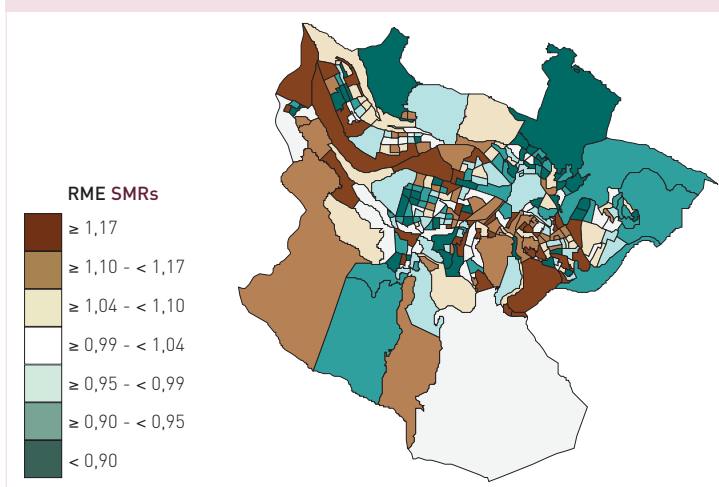 RME SMRs
≥ 1,17
≥ 1,10 - < 1,17
≥ 1,04 - < 1,10
≥ 0,99 - < 1,04
≥ 0,95 - < 0,99
≥ 0,90 - < 0,95
< 0,90